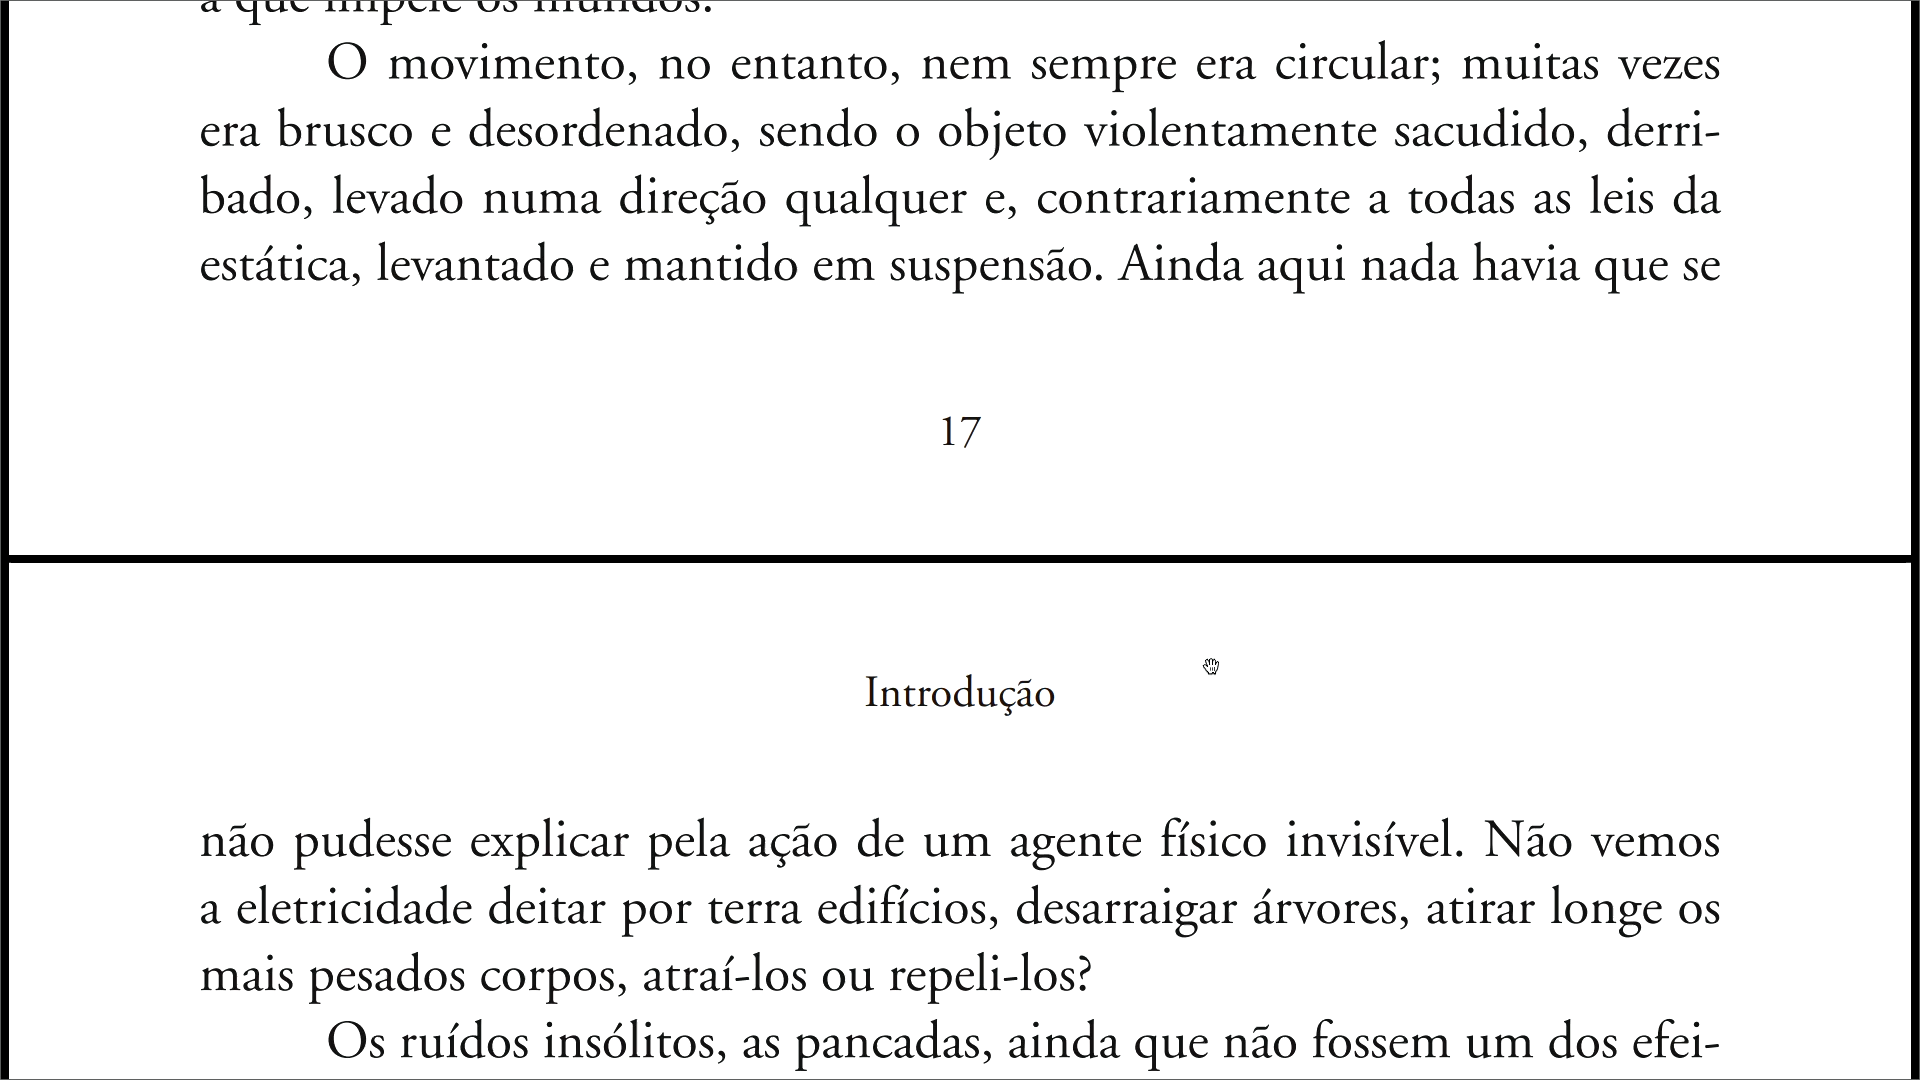 a que impele os mundos.
O movimento, no entanto, nem sempre era circular; muitas vezes
era brusco e desordenado, sendo o objeto violentamente sacudido, derri-
bado, levado numa direção qualquer e, contrariamente a todas as leis da
estática, levantado e mantido em suspensão. Ainda aqui nada havia que se
17
Introdução
não pudesse explicar pela ação de um agente físico invisível. Não vemos
a eletricidade deitar por terra edifícios, desarraigar árvores, atirar longe os
mais pesados corpos, atraí-los ou repeli-los?
Os ruídos insólitos, as pancadas, ainda que não fossem um dos efei-